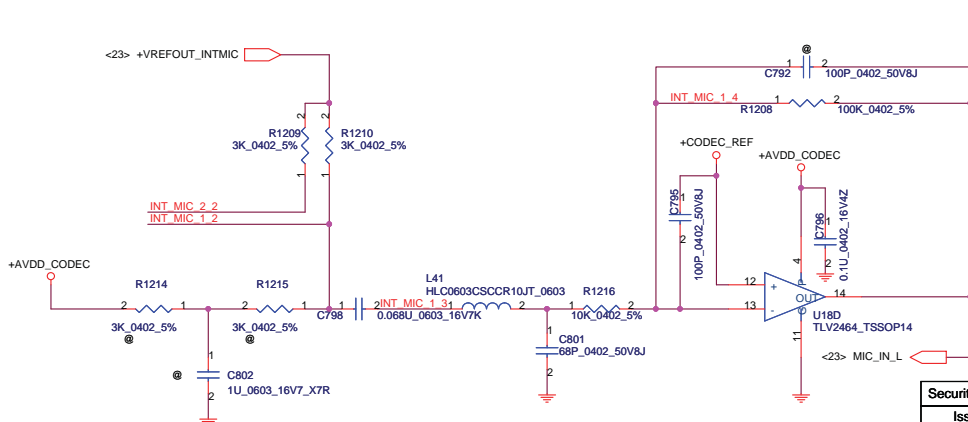 <23> +VREFOUT_INTMIC
@
1 2
C792 100P_0402_50V8J
INT_MIC_1_4 1 2
R1208 100K_0402_5%
2 2
R1209 R1210
3K_0402_5% 3K_0402_5%
1 1
+CODEC_REF
+AVDD_CODEC
INT_MIC_2_2
INT_MIC_1_2
C795
1
2
100P_0402_50V8J
C796
1
2
0.1U_0402_16V4Z
+AVDD_CODEC
R1214 R1215
2 1 2 1
3K_0402_5% 3K_0402_5%
@ @
1 2
C798 INT_MIC_1_3
0.068U_0603_16V7K
L41
HLC0603CSCCR10JT_0603
1 2
R1216
1 2
10K_0402_5%
4
12 +
13 -
P
OUT 14
G
11
U18D
TLV2464_TSSOP14
1
C801
68P_0402_50V8J
2
<23> MIC_IN_L
1
@ C802
2 1U_0603_16V7_X7R
Securit
Iss